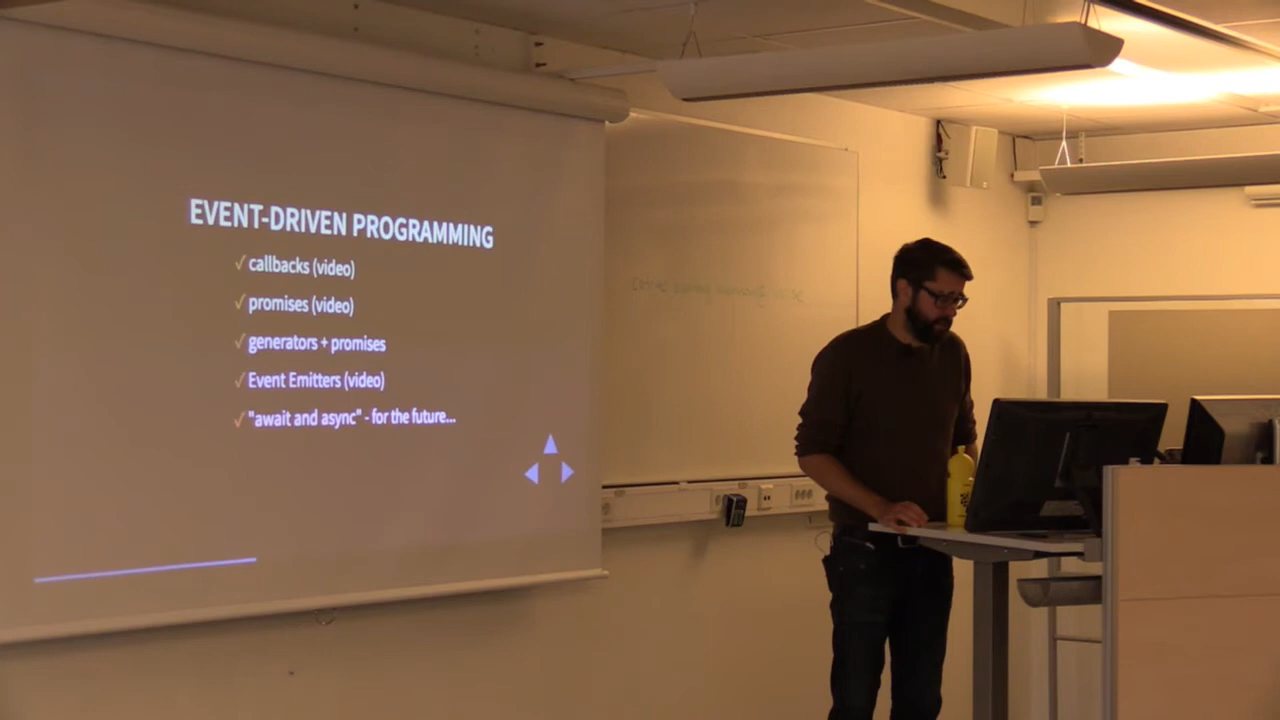 EVENT-DRIVEN PROGRAMMING
√ callbacks (video)
√ promises (video)
√ generators + promises
√ Event Emitters (video)
√ "await and async" - for the future...